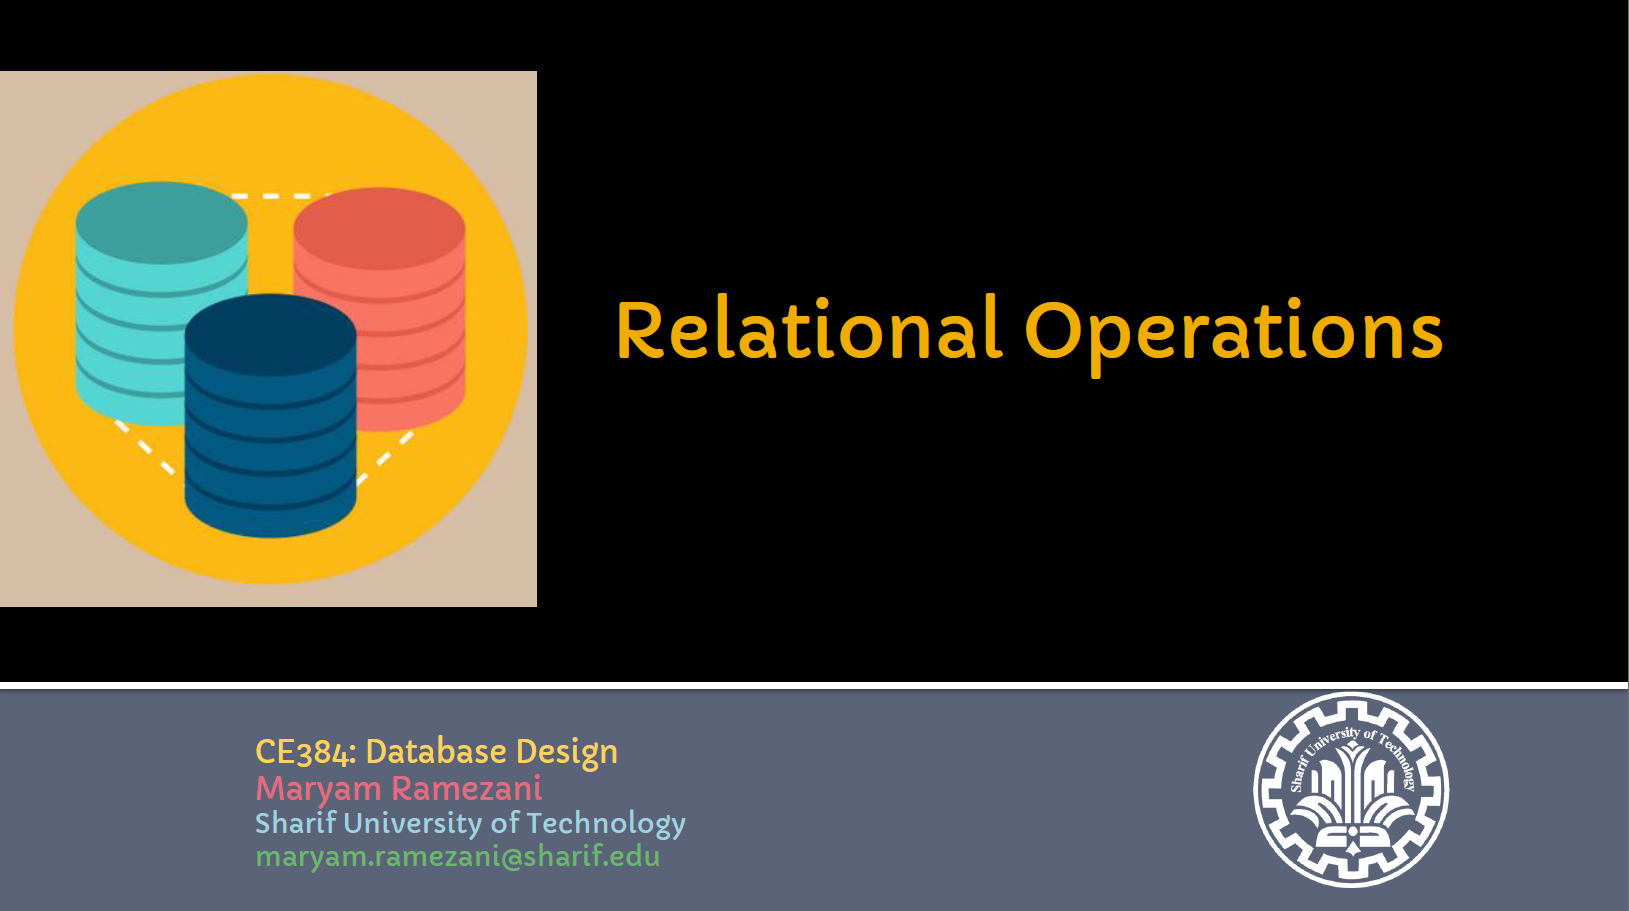 Relational Operations
CE384: Database Design
Maryam Ramezani
Sharif University of Technology
maryam.ramezani@sharif.edu
Sharif University of Technology